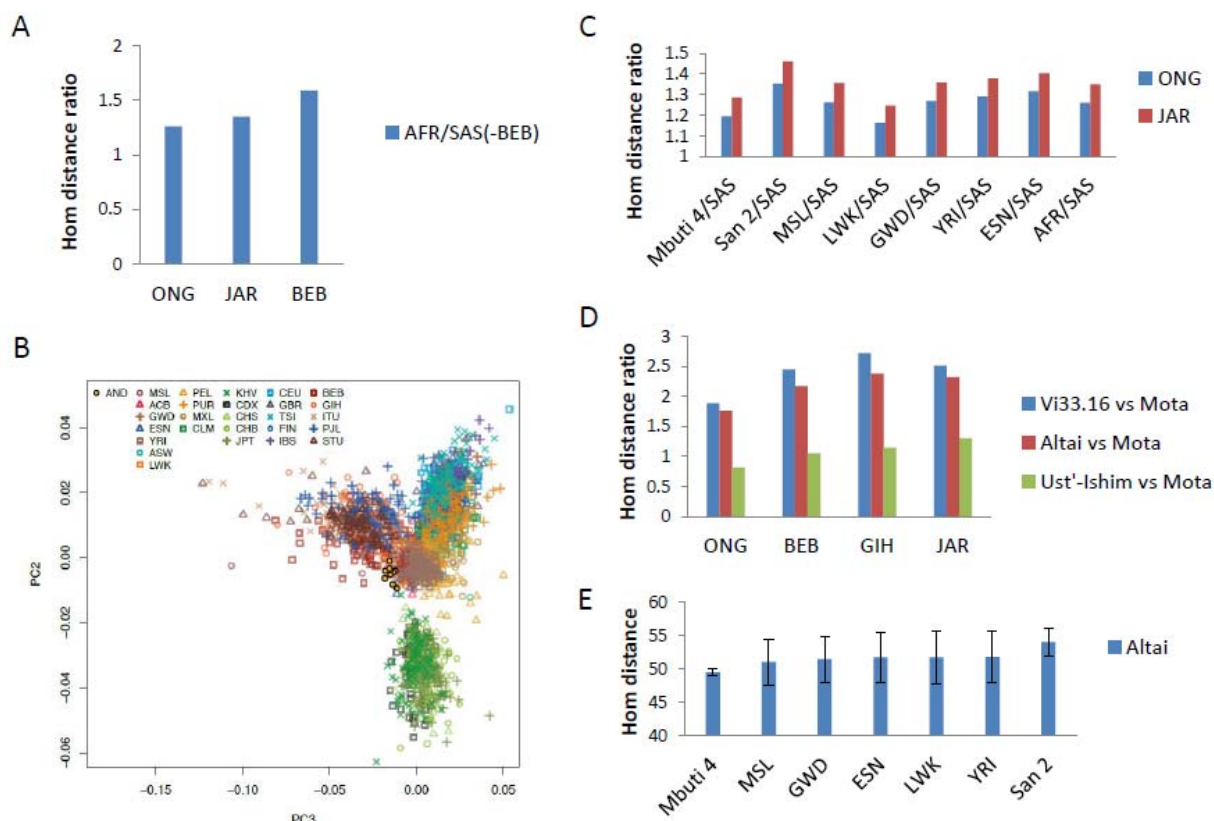 A
Hom distance ratio
2
1.5
1
0.5
0
ONG JAR BEB
AFR/SAS(-BEB)
B
AND MSL PEL KHV CEU BEB
ACB PUR CDX GBR GIH
GWD MXL CHS TSI ITU
ESN CLM CHB FIN PJL
YRI JPT IBS STU
ASW
LWK
PC2
0.04
0.02
0.00
−0.02
−0.04
−0.06
−0.15 −0.10 −0.05 0.00 0.05
PC3
C
Hom distance ratio
1.5
1.4
1.3
1.2
1.1
1
Mbuti 4/SAS
San 2/SAS
MSL/SAS
LWK/SAS
GWD/SAS
YRI/SAS
ESN/SAS
AFR/SAS
ONG
JAR
D
Hom distance ratio
3
2.5
2
1.5
1
0.5
0
ONG BEB GIH JAR
Vi33.16 vs Mota
Altai vs Mota
Ust'-Ishim vs Mota
E
Hom distance
60
55
50
45
40
Mbuti 4
MSL
GWD
ESN
LWK
YRI
San 2
Altai